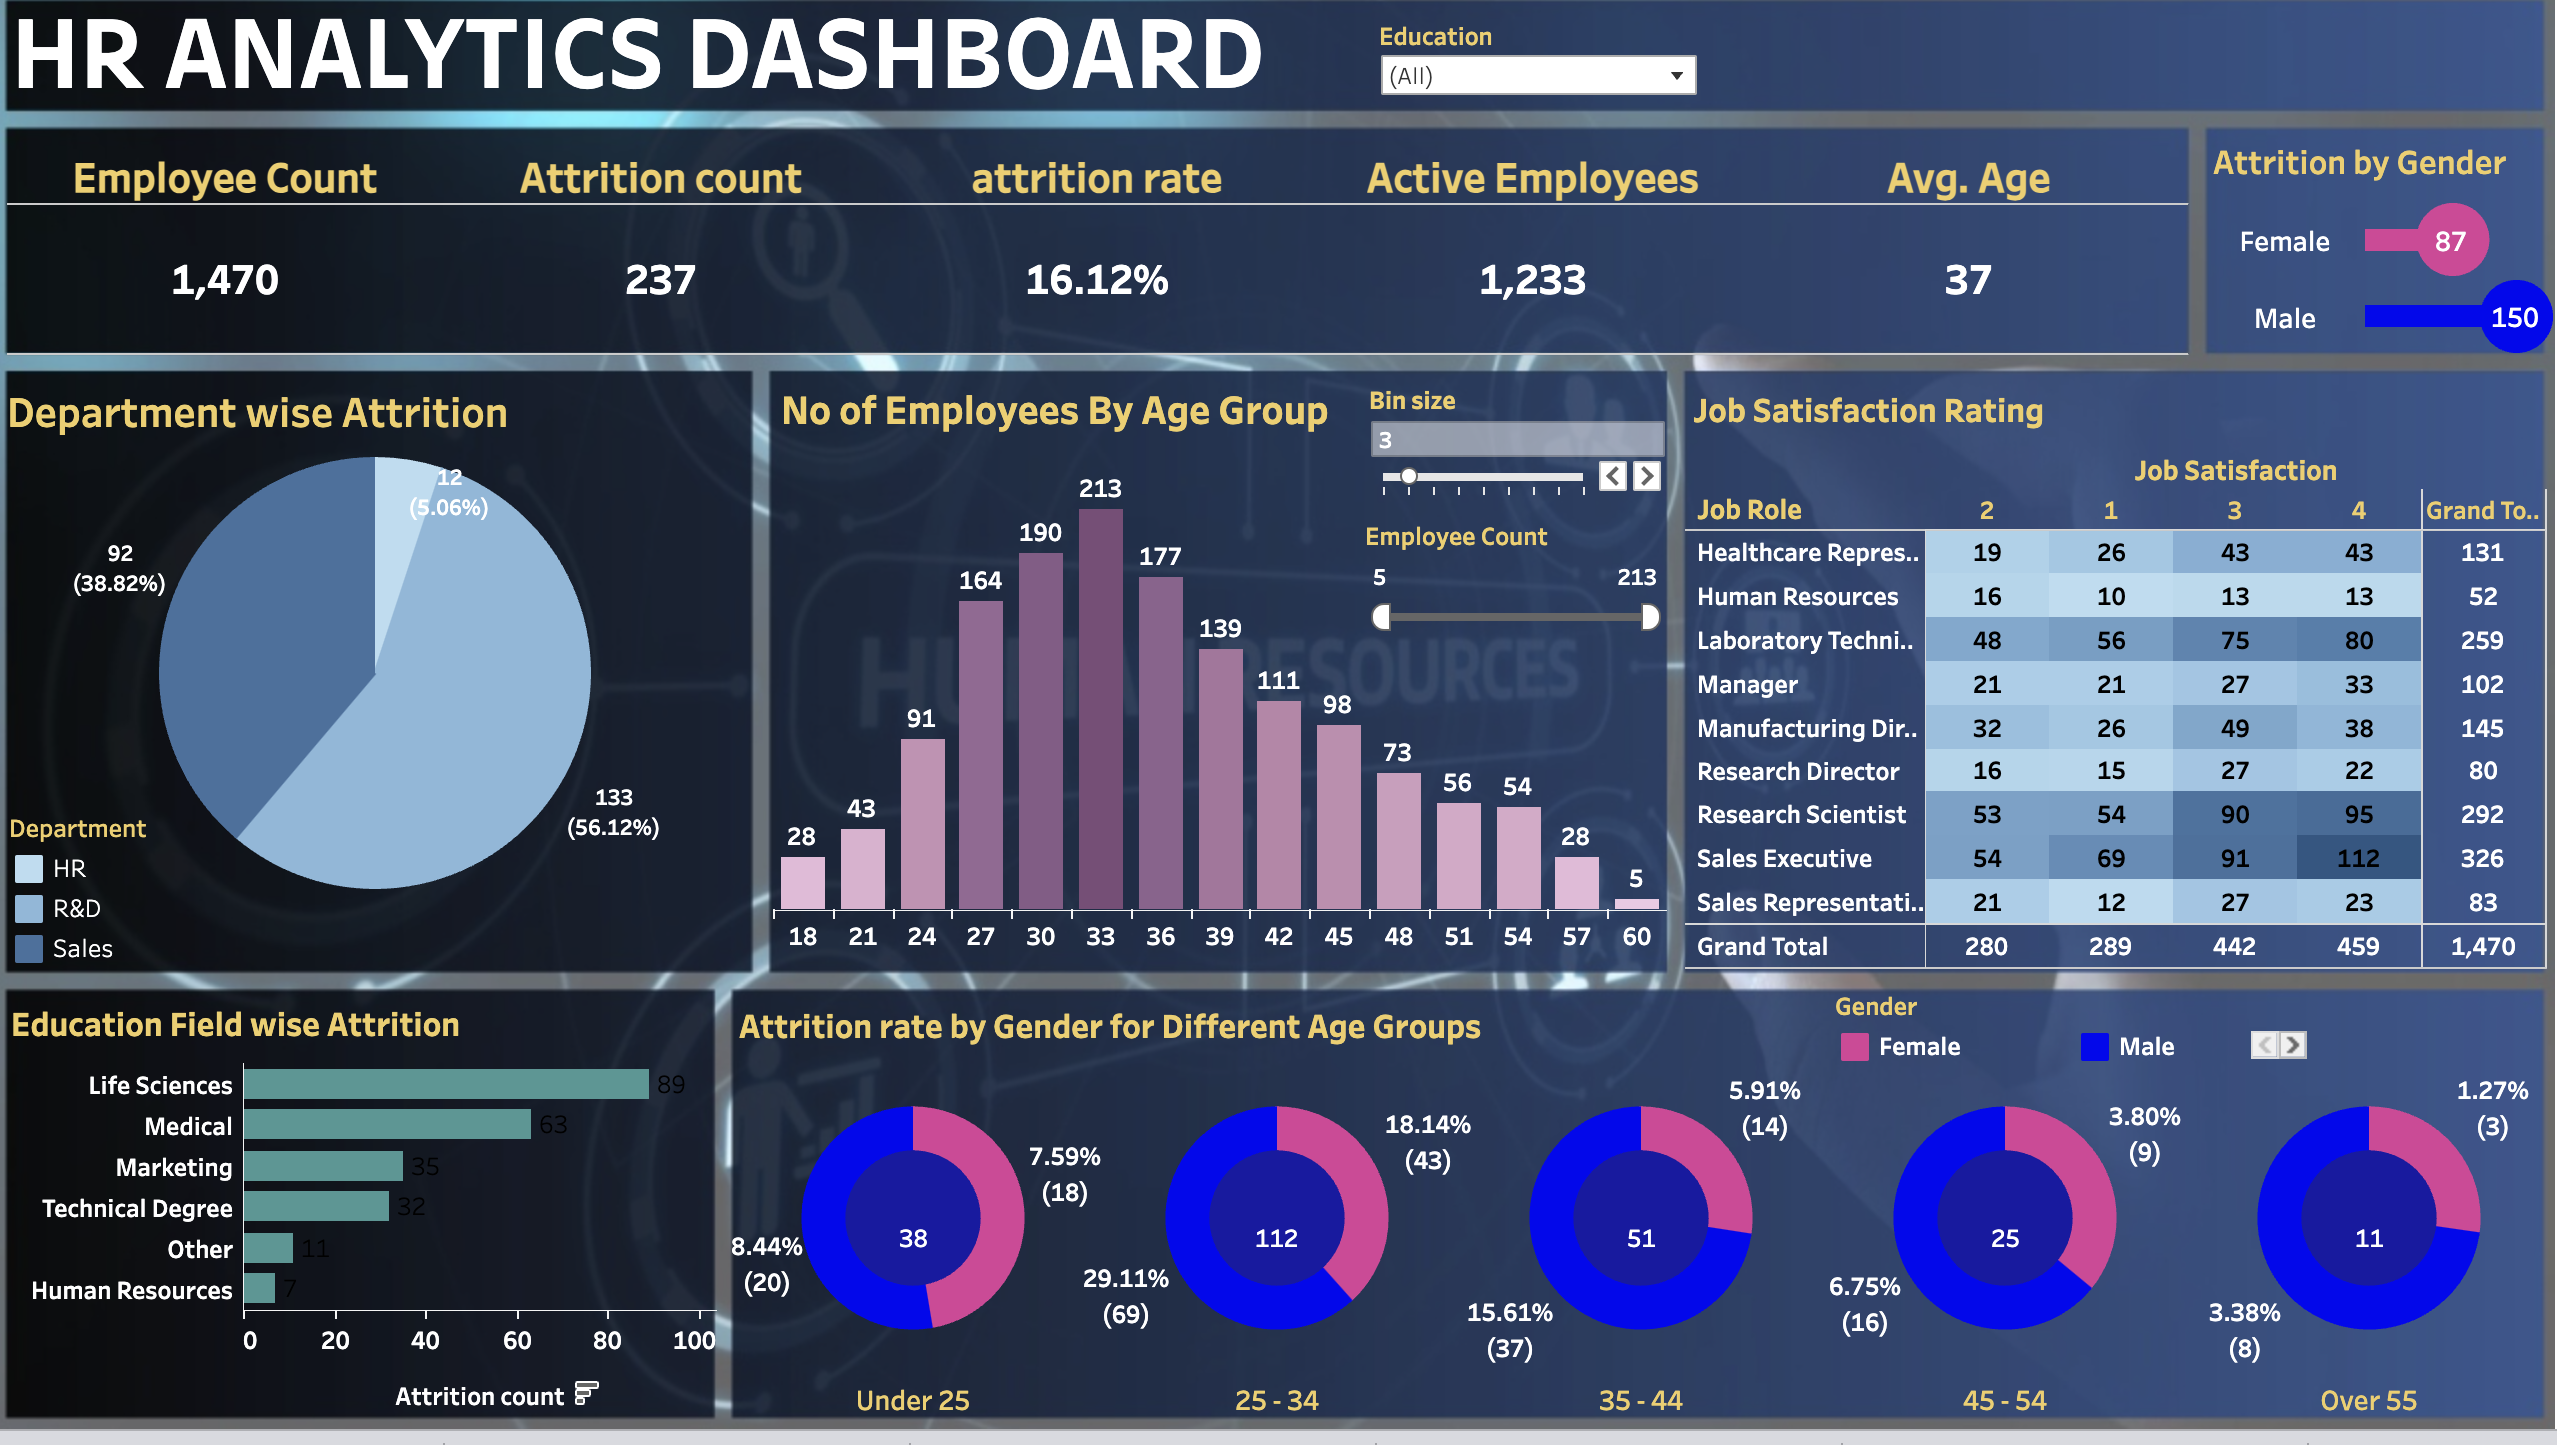 HR ANALYTICS DASHBOARD
Education
(All)
Employee Count Attrition count attrition rate Active Employees Avg. Age
1,470 237 16.12% 1,233 37
Attrition by Gender
Female 87
Male 150
Department wise Attrition
12
(5.06%)
92
(38.82%)
133
(56.12%)
Department
HR
R&D
Sales
No of Employees By Age Group
Bin size
3
Employee Count
5 213
28 43 91 164 190 213 177 139 111 98 73 56 54 28 5
18 21 24 27 30 33 36 39 42 45 48 51 54 57 60
HUMAN RESOURCES
Job Satisfaction Rating
Job Satisfaction
Job Role 2 1 3 4 Grand To..
Healthcare Repres.. 19 26 43 43 131
Human Resources 16 10 13 13 52
Laboratory Techni.. 48 56 75 80 259
Manager 21 21 27 33 102
Manufacturing Dir.. 32 26 49 38 145
Research Director 16 15 27 22 80
Research Scientist 53 54 90 95 292
Sales Executive 54 69 91 112 326
Sales Representati.. 21 12 27 23 83
Grand Total 280 289 442 459 1,470
Education Field wise Attrition
Life Sciences 89
Medical 63
Marketing 35
Technical Degree 32
Other 11
Human Resources 7
0 20 40 60 80 100
Attrition count
Attrition rate by Gender for Different Age Groups
Gender
Female Male
7.59%
(18)
38
8.44%
(20)
Under 25
18.14%
(43)
112
29.11%
(69)
25 - 34
5.91%
(14)
51
15.61%
(37)
35 - 44
3.80%
(9)
25
6.75%
(16)
45 - 54
1.27%
(3)
11
3.38%
(8)
Over 55